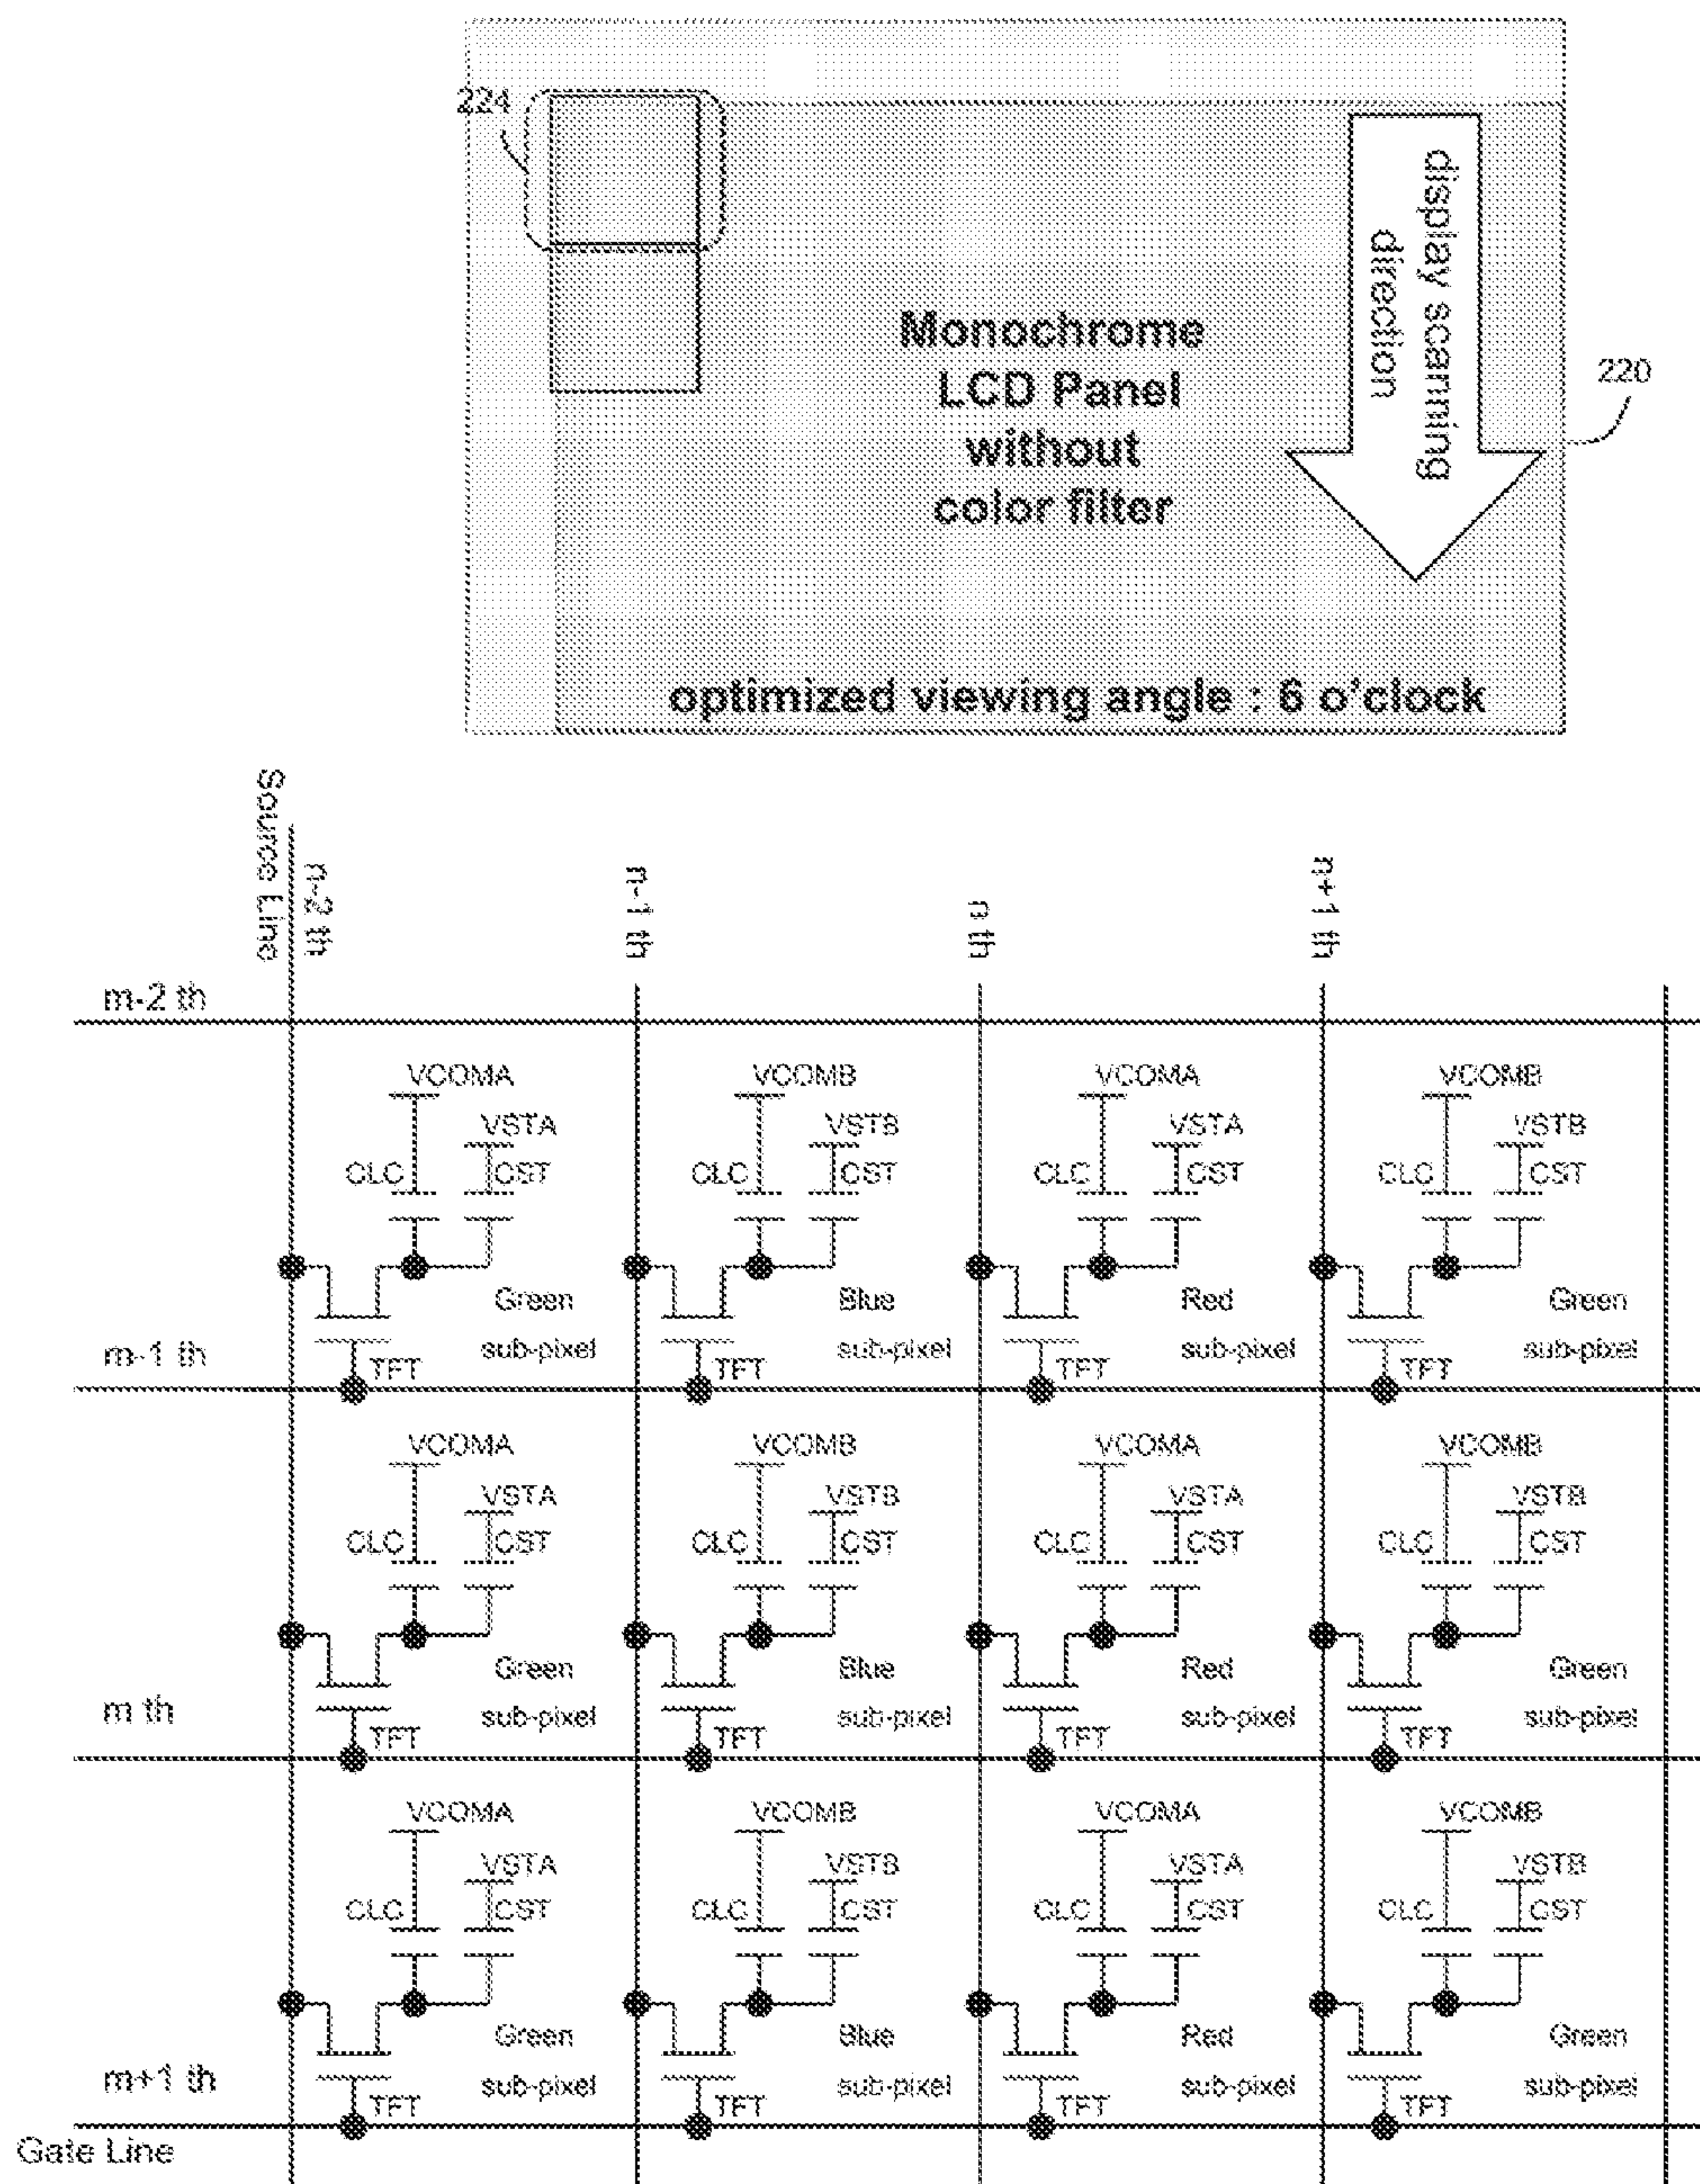 224
display scanning
direction
Monochrome
LCD Panel
without
color filter
220
optimized viewing angle : 6 o'clock
Source Line
n-2 th
n-1 th
n th
n+1 th
m-2 th
VCOMA VCOMB VCOMA VCOMB
VSTA VSTB VSTA VSTB
CLC CST CLC CST CLC CST CLC CST
Green Blue Red Green
sub-pixel sub-pixel sub-pixel sub-pixel
m-1 th
TFT TFT TFT TFT
VCOMA VCOMB VCOMA VCOMB
VSTA VSTB VSTA VSTB
CLC CST CLC CST CLC CST CLC CST
Green Blue Red Green
sub-pixel sub-pixel sub-pixel sub-pixel
m th
TFT TFT TFT TFT
VCOMA VCOMB VCOMA VCOMB
VSTA VSTB VSTA VSTB
CLC CST CLC CST CLC CST CLC CST
Green Blue Red Green
sub-pixel sub-pixel sub-pixel sub-pixel
m+1 th
TFT TFT TFT TFT
Gate Line